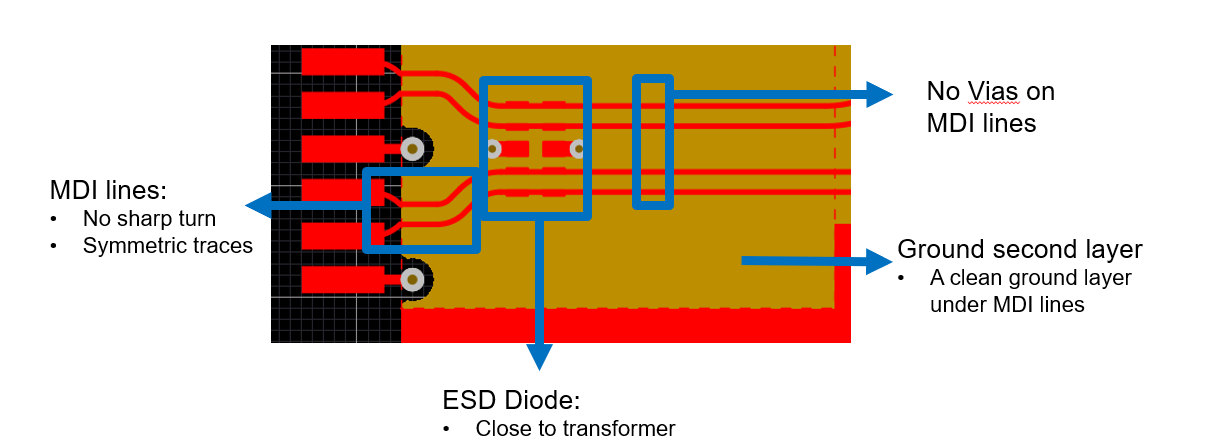 No Vias on
MDI lines
MDI lines:
• No sharp turn
• Symmetric traces
Ground second layer
• A clean ground layer
under MDI lines
ESD Diode:
• Close to transformer